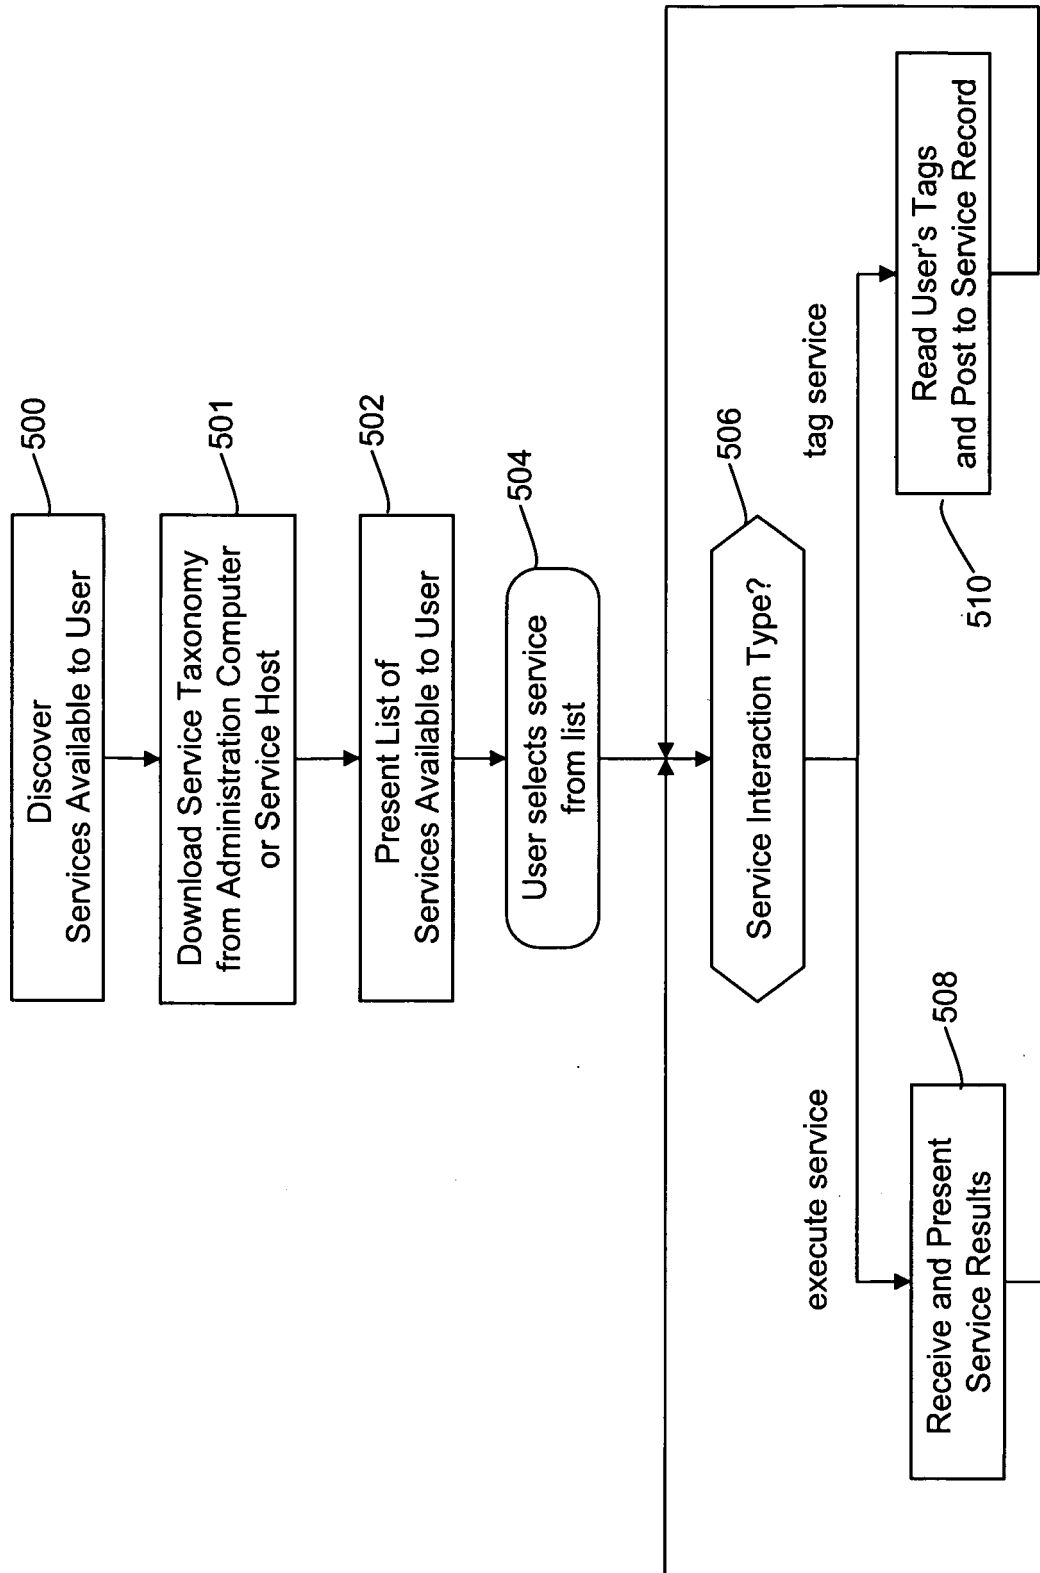 Discover
Services Available to User
500
Download Service Taxonomy
from Administration Computer
or Service Host
501
Present List of
Services Available to User
502
User selects service
from list
504
Service Interaction Type?
506
execute service
tag service
Receive and Present
Service Results
508
Read User's Tags
and Post to Service Record
510